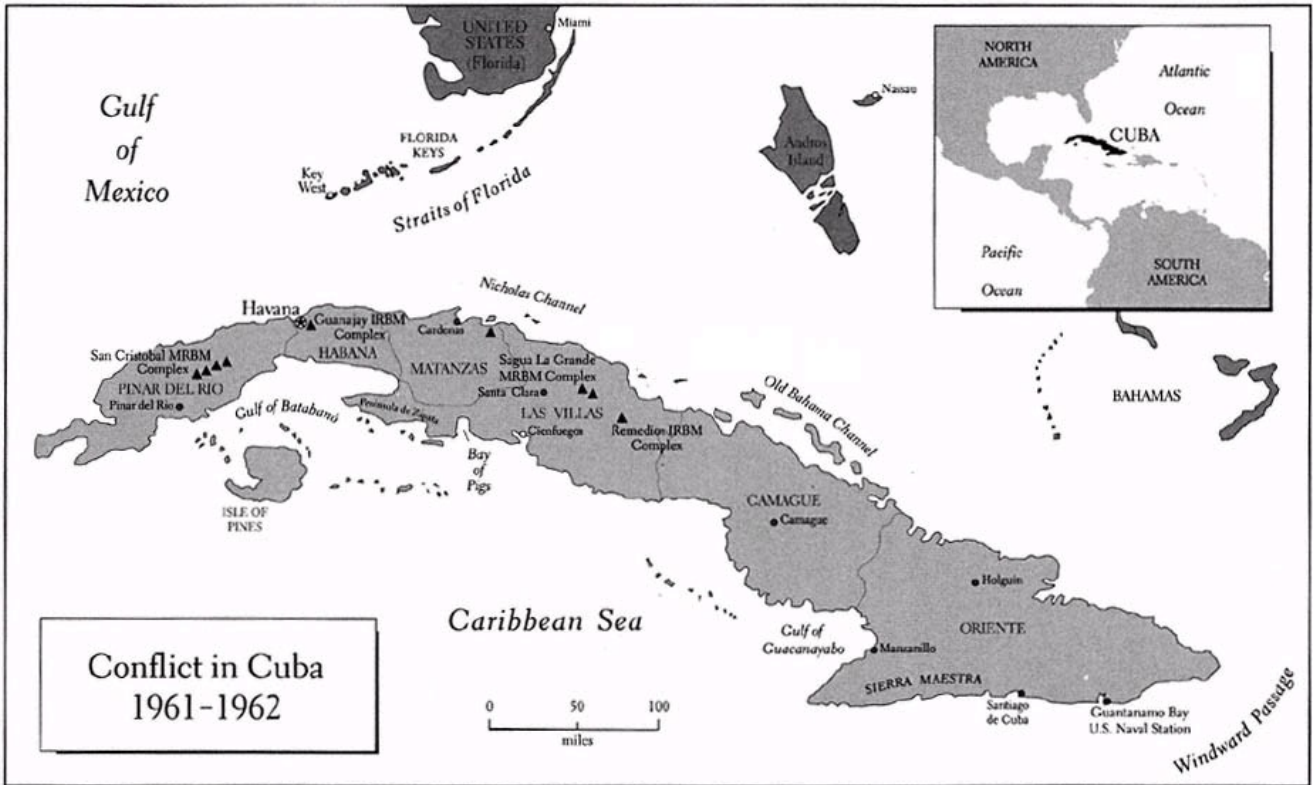 UNITED
STATES
(Florida)
Miami
Gulf
of
Mexico
FLORIDA
KEYS
Key
West
Straits of Florida
Andros
Island
Nassau
NORTH
AMERICA
Atlantic
Ocean
CUBA
Pacific
Ocean
SOUTH
AMERICA
BAHAMAS
Nicholas Channel
Havana
Guanajay IRBM
Complex
HABANA
Cardenas
San Cristobal MRBM
Complex
PINAR DEL RIO
Pinar del Rio
MATANZAS
Sagua La Grande
MRBM Complex
Santa Clara
LAS VILLAS
Cienfuegos
Remedios IRBM
Complex
Gulf of Batabanó
Peninsula de Zapata
Bay
of
Pigs
ISLE OF
PINES
Old Bahama Channel
CAMAGUE
Camague
Holguin
ORIENTE
Caribbean Sea
Gulf of
Guacanayabo
Manzanillo
SIERRA MAESTRA
Santiago
de Cuba
Guantanamo Bay
U.S. Naval Station
Windward Passage
Conflict in Cuba
1961–1962
0 50 100
miles